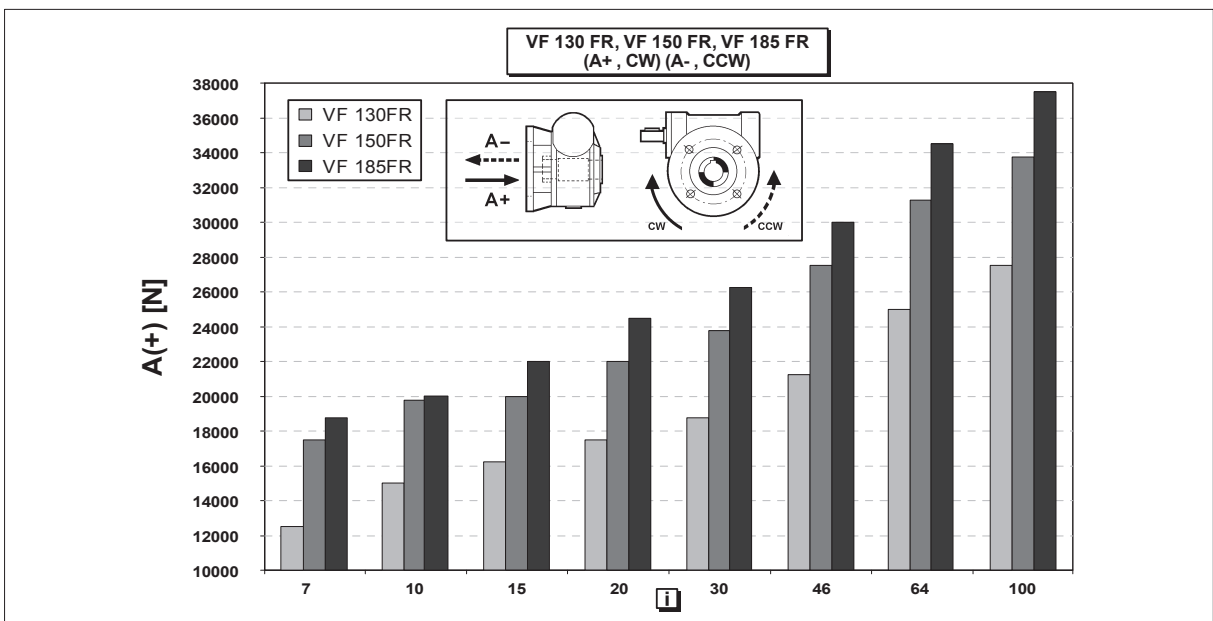 VF 130 FR, VF 150 FR, VF 185 FR
(A+ , CW) (A- , CCW)
38000
36000
34000
32000
30000
28000
26000
24000
22000
20000
18000
16000
14000
12000
10000
A(+) [N]
VF 130FR
VF 150FR
VF 185FR
A–
A+
CW
CCW
7 10 15 20 30 46 64 100
i